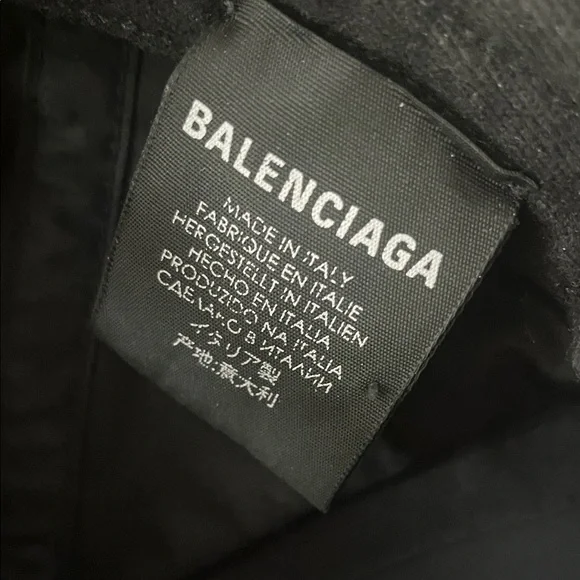 BALENCIAGA
MADE IN ITALY
FABRIQUE EN ITALIE
HERGESTELLT IN ITALIEN
HECHO EN ITALIA
PRODUZIDO NA ITALIA
СДЕЛАНО В ИТАЛИИ
イタリア製
产地:意大利